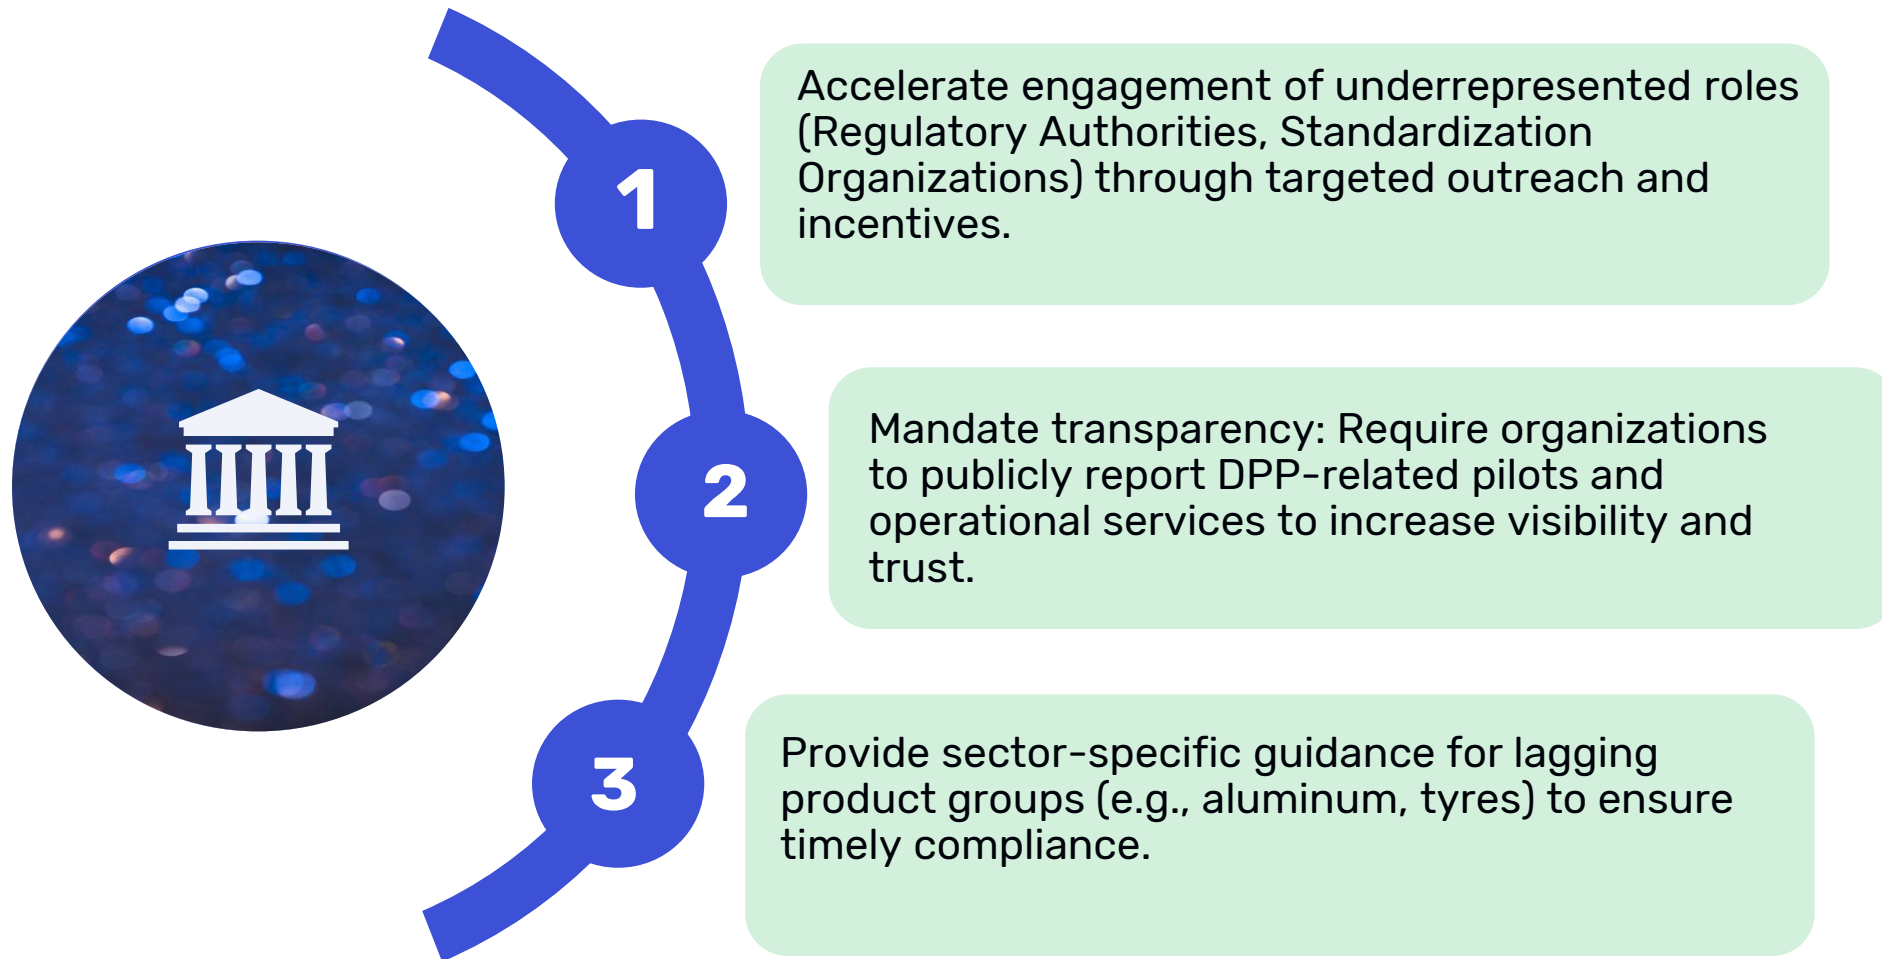 1
Accelerate engagement of underrepresented roles
(Regulatory Authorities, Standardization
Organizations) through targeted outreach and
incentives.
2
Mandate transparency: Require organizations
to publicly report DPP-related pilots and
operational services to increase visibility and
trust.
3
Provide sector-specific guidance for lagging
product groups (e.g., aluminum, tyres) to ensure
timely compliance.